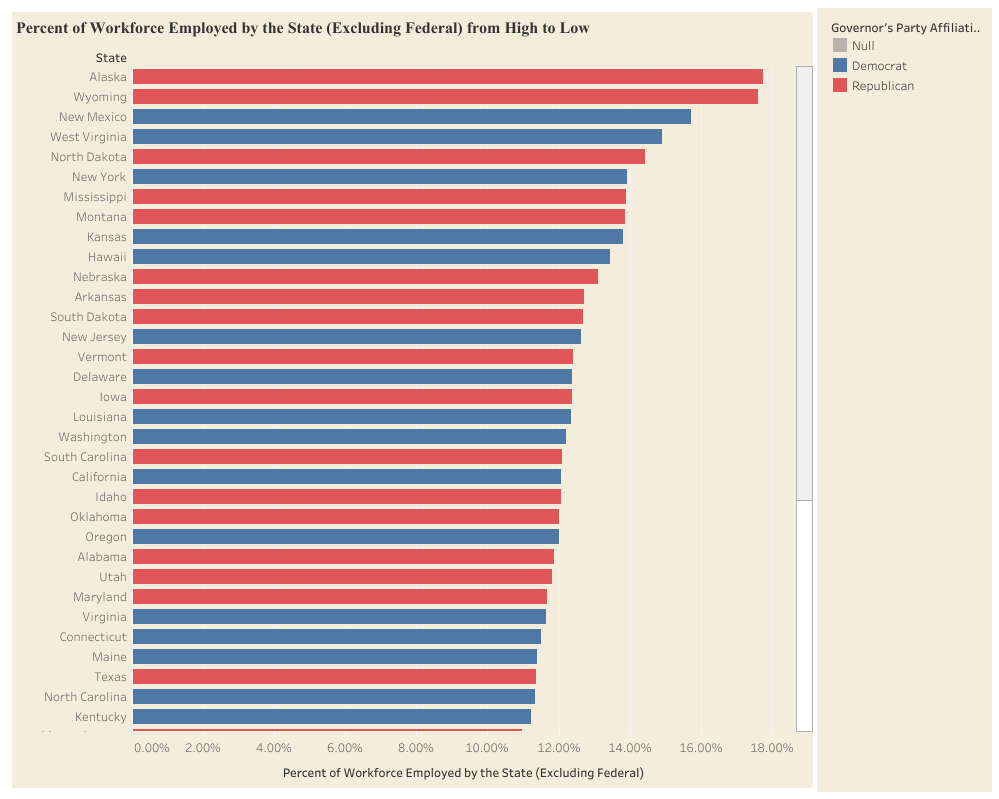 Percent of Workforce Employed by the State (Excluding Federal) from High to Low
State
Alaska
Wyoming
New Mexico
West Virginia
North Dakota
New York
Mississippi
Montana
Kansas
Hawaii
Nebraska
Arkansas
South Dakota
New Jersey
Vermont
Delaware
Iowa
Louisiana
Washington
South Carolina
California
Idaho
Oklahoma
Oregon
Alabama
Utah
Maryland
Virginia
Connecticut
Maine
Texas
North Carolina
Kentucky
0.00% 2.00% 4.00% 6.00% 8.00% 10.00% 12.00% 14.00% 16.00% 18.00%
Percent of Workforce Employed by the State (Excluding Federal)
Governor's Party Affiliati..
Null
Democrat
Republican